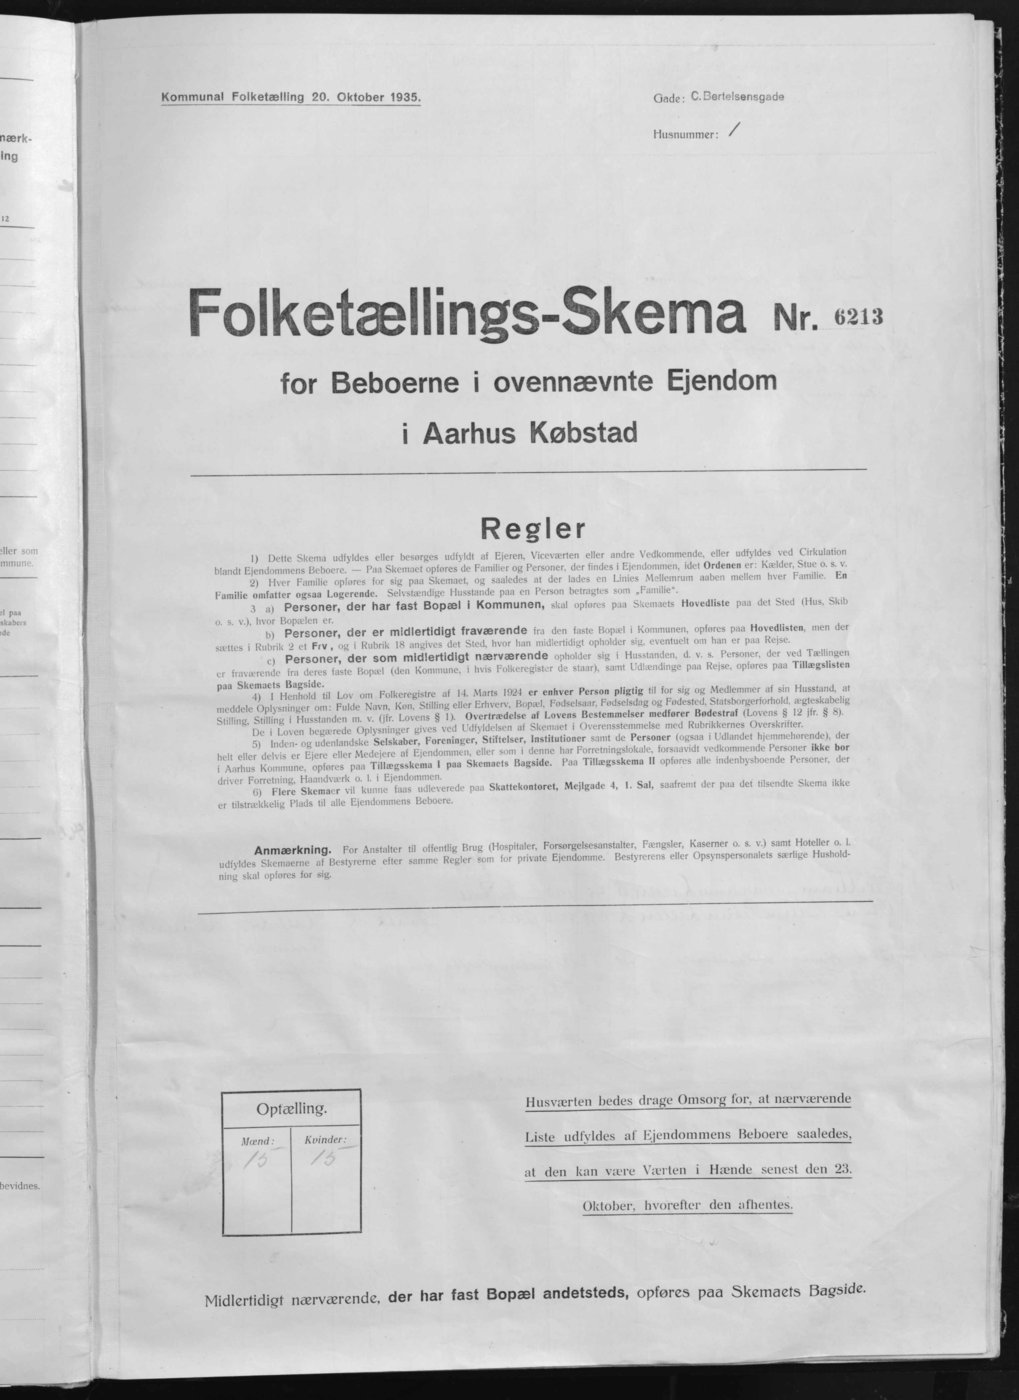 Kommunal Folketælling 20. Oktober 1935.
Gade: C. Bertelsensgade
Husnummer: 1
Folketællings-Skema Nr. 6213
for Beboerne i ovennævnte Ejendom
i Aarhus Købstad
Regler
1) Dette Skema udfyldes eller besørges udfyldt af Ejeren, Viceværten eller andre Vedkommende, eller udfyldes ved Cirkulation
blandt Ejendommens Beboere. — Paa Skemaet opføres de Familier og Personer, der findes i Ejendommen, idet Ordenen er: Kælder, Stue o. s. v.
2) Hver Familie opføres for sig paa Skemaet, og saaledes at der lades en Linies Mellemrum aaben mellem hver Familie. En
Familie omfatter ogsaa Logerende. Selvstændige Husstande paa en Person betragtes som „Familie“.
3 a) Personer, der har fast Bopæl i Kommunen, skal opføres paa Skemaets Hovedliste paa det Sted (Hus, Skib
o. s. v.), hvor Bopælen er.
b) Personer, der er midlertidigt fraværende fra den faste Bopæl i Kommunen, opføres paa Hovedlisten, men der
sættes i Rubrik 2 et Frv, og i Rubrik 18 angives det Sted, hvor han midlertidigt opholder sig, eventuelt om han er paa Rejse.
c) Personer, der som midlertidigt nærværende opholder sig i Husstanden, d. v. s. Personer, der ved Tællingen
er fraværende fra deres faste Bopæl (den Kommune, i hvis Folkeregister de staar), samt Udlændinge paa Rejse, opføres paa Tillægslisten
paa Skemaets Bagside.
4) I Henhold til Lov om Folkeregistre af 14. Marts 1924 er enhver Person pligtig til for sig og Medlemmer af sin Husstand, at
meddele Oplysninger om: Fulde Navn, Køn, Stilling eller Erhverv, Bopæl, Fødselsaar, Fødselsdag og Fødested, Statsborgerforhold, ægteskabelig
Stilling, Stilling i Husstanden m. v. (jfr. Lovens § 1). Overtrædelse af Lovens Bestemmelser medfører Bødestraf (Lovens § 12 jfr. § 8).
De i Loven begærede Oplysninger gives ved Udfyldelsen af Skemaet i Overensstemmelse med Rubrikkernes Overskrifter.
5) Inden- og udenlandske Selskaber, Foreninger, Stiftelser, Institutioner samt de Personer (ogsaa i Udlandet hjemmehørende), der
helt eller delvis er Ejere eller Medejere af Ejendommen, eller som i denne har Forretningslokale, forsaavidt vedkommende Personer ikke bor
i Aarhus Kommune, opføres paa Tillægsskema I paa Skemaets Bagside. Paa Tillægsskema II opføres alle indenbysboende Personer, der
driver Forretning, Haandværk o. l. i Ejendommen.
6) Flere Skemaer vil kunne faas udleverede paa Skattekontoret, Mejlgade 4, 1. Sal, saafremt der paa det tilsendte Skema ikke
er tilstrækkelig Plads til alle Ejendommens Beboere.
Anmærkning. For Anstalter til offentlig Brug (Hospitaler, Forsørgelsesanstalter, Fængsler, Kaserner o. s. v.) samt Hoteller o. l.
udfyldes Skemaerne af Bestyrerne efter samme Regler som for private Ejendomme. Bestyrerens eller Opsynspersonalets særlige Hushold-
ning skal opføres for sig.
Optælling.
Mænd: Kvinder:
15 15
Husværten bedes drage Omsorg for, at nærværende
Liste udfyldes af Ejendommens Beboere saaledes,
at den kan være Værten i Hænde senest den 23.
Oktober, hvorefter den afhentes.
Midlertidigt nærværende, der har fast Bopæl andetsteds, opføres paa Skemaets Bagside.